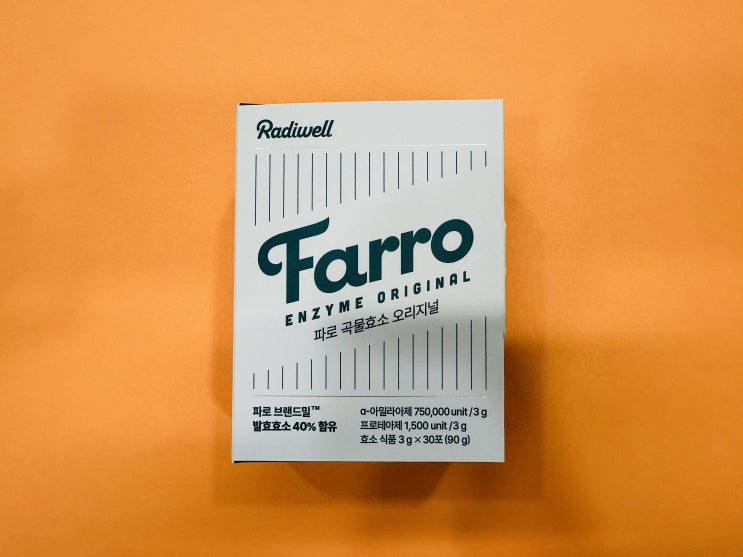 Radiwell
Farro
ENZYME ORIGINAL
파로 곡물효소 오리지널
파로 브랜드밀™
발효효소 40% 함유
α-아밀라아제 750,000 unit/3 g
프로테아제 1,500 unit/3 g
효소 식품 3 g × 30포 (90 g)